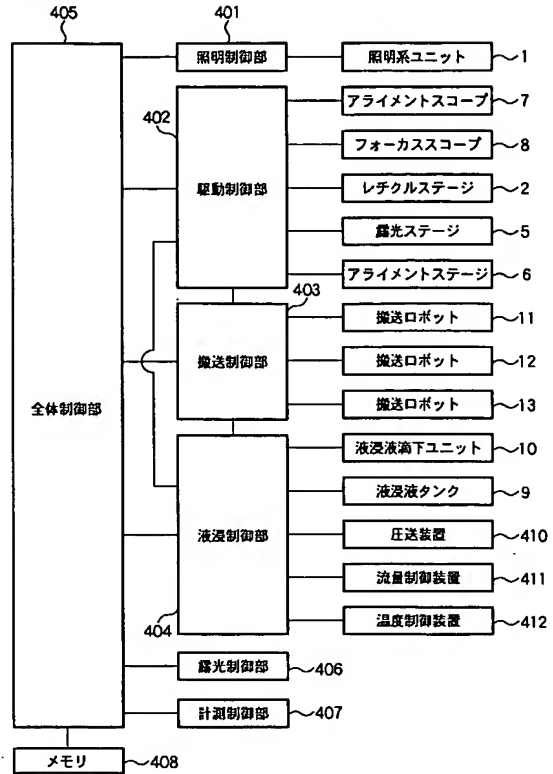 405
401
照明制御部
照明系ユニット
1
アライメントスコープ
7
402
フォーカススコープ
8
駆動制御部
レチクルステージ
2
露光ステージ
5
アライメントステージ
6
403
搬送ロボット
11
搬送制御部
搬送ロボット
12
搬送ロボット
13
全体制御部
液浸液滴下ユニット
10
液浸液タンク
9
液浸制御部
圧送装置
410
流量制御装置
411
404
温度制御装置
412
露光制御部
406
計測制御部
407
メモリ
408